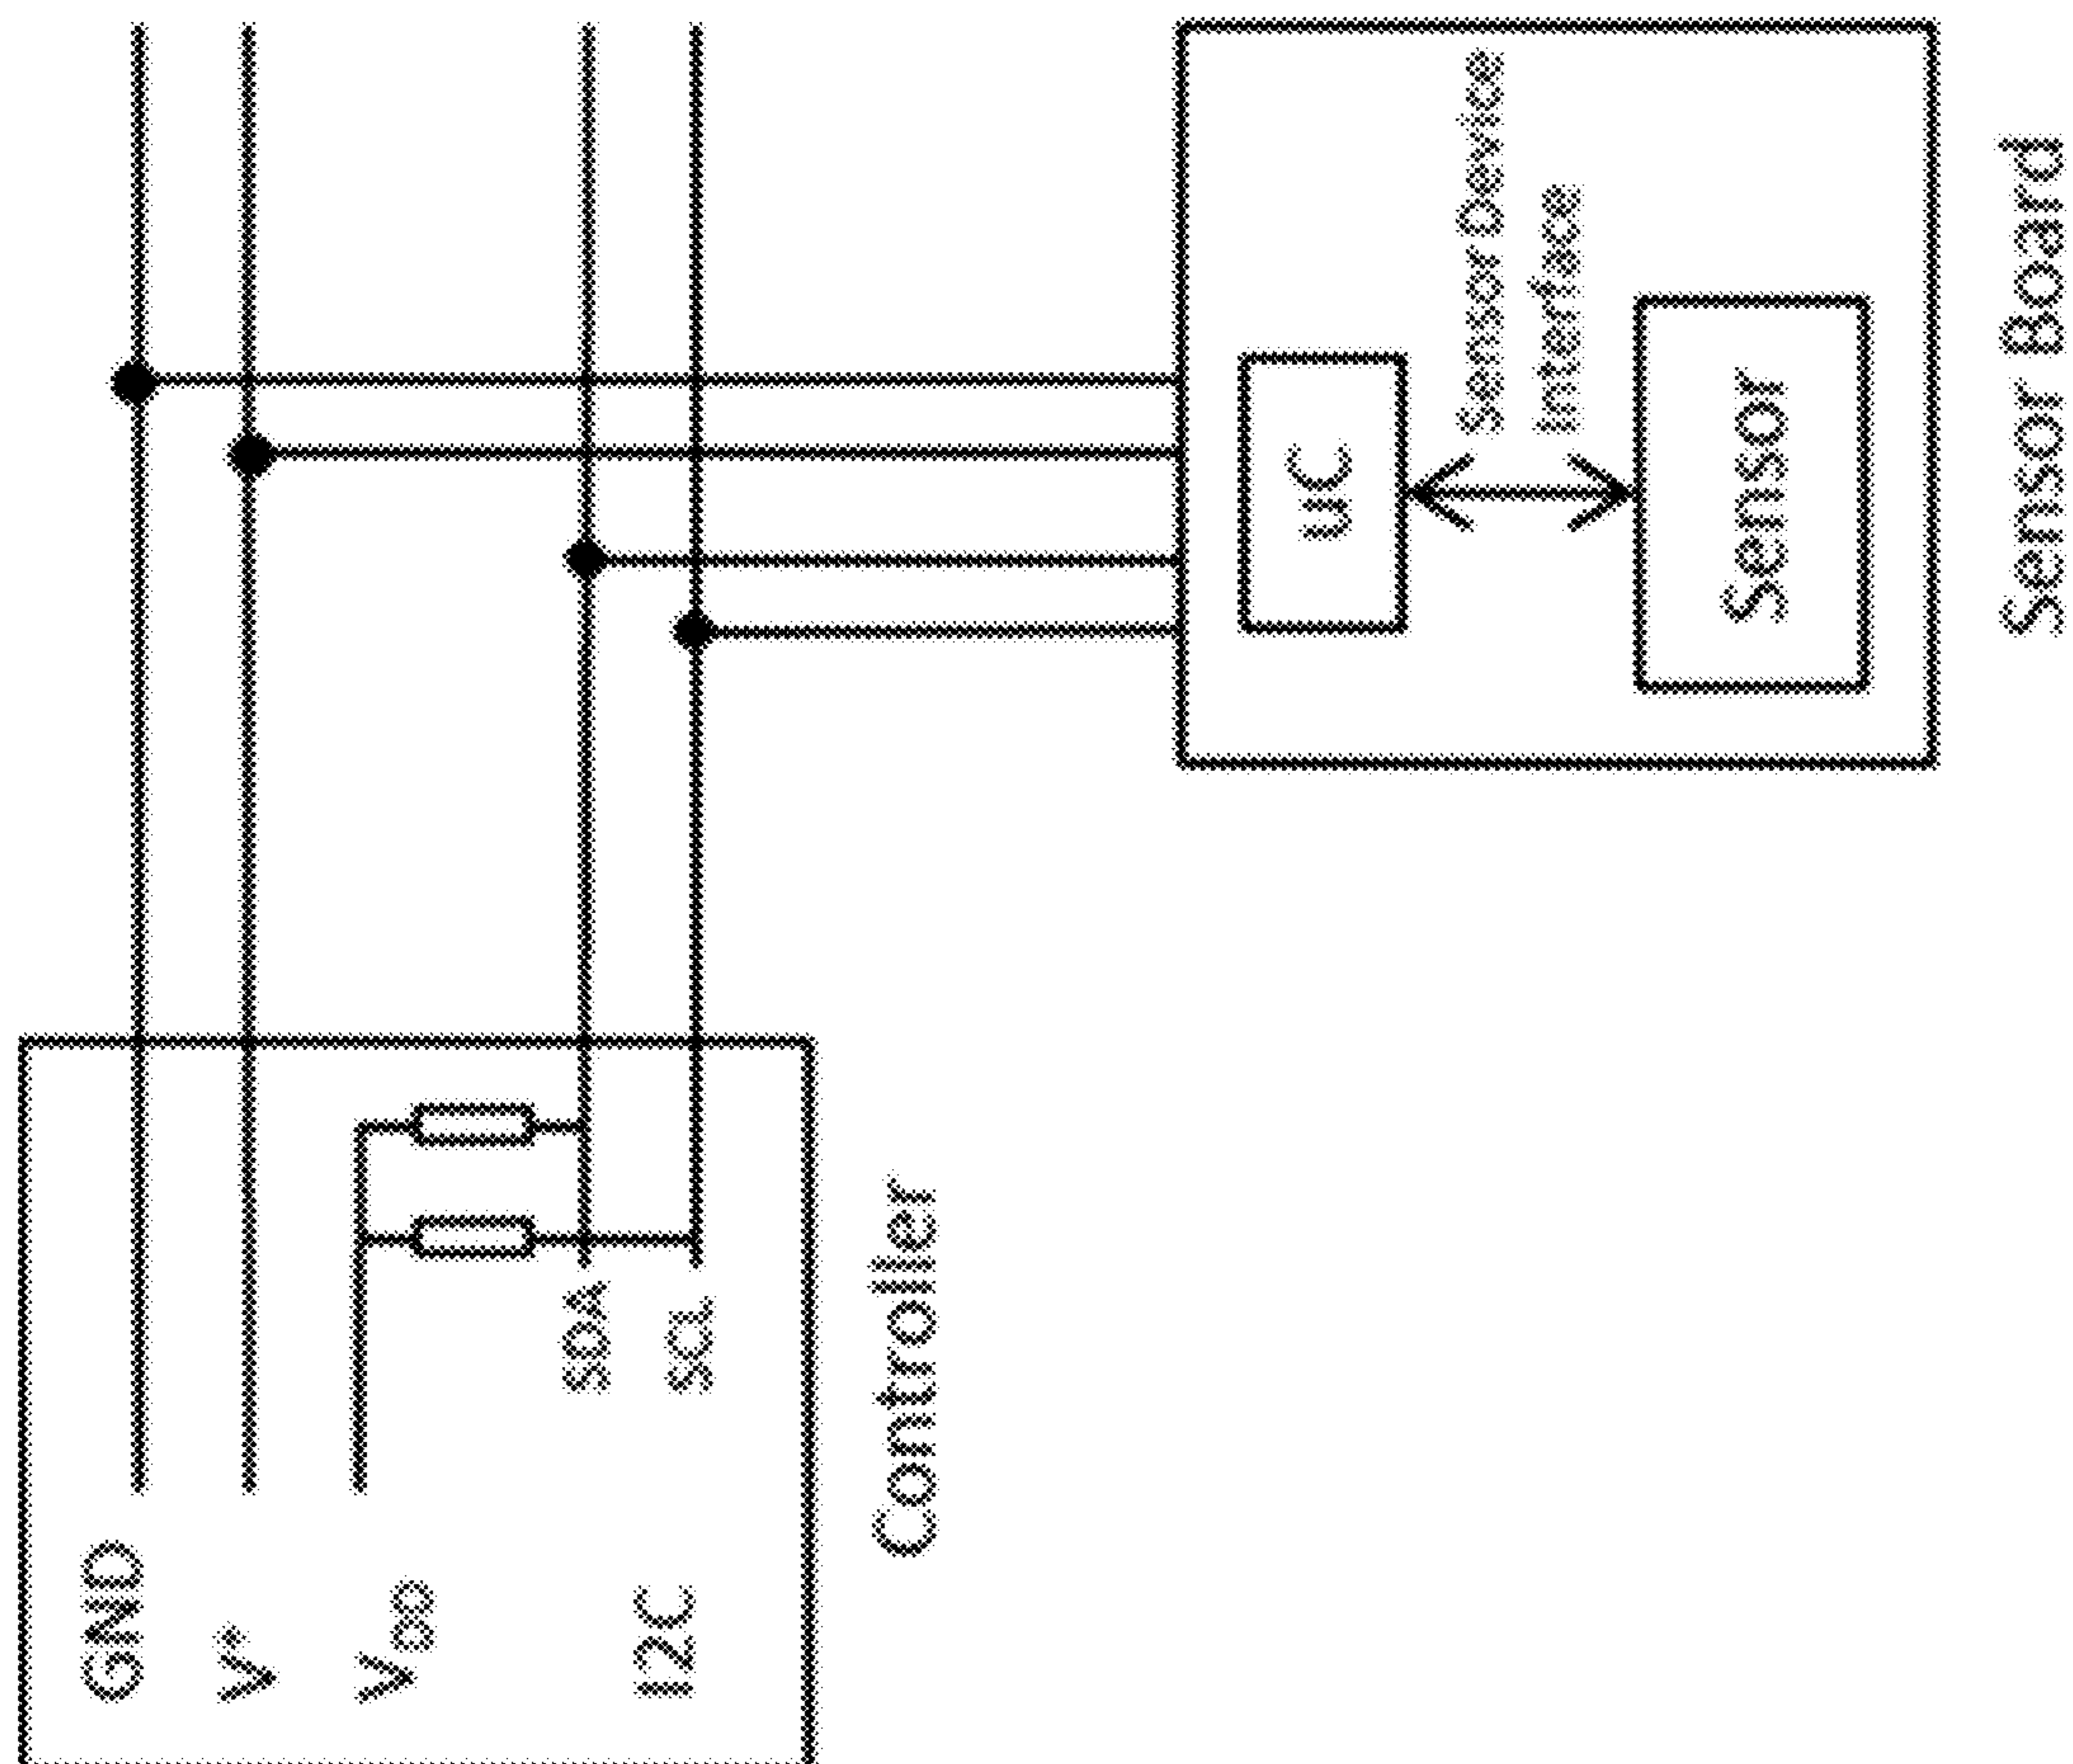 GND
V+
VDD
I2C
SDA
SCL
Controller
uC
Sensor Device
Interface
Sensor
Sensor Board